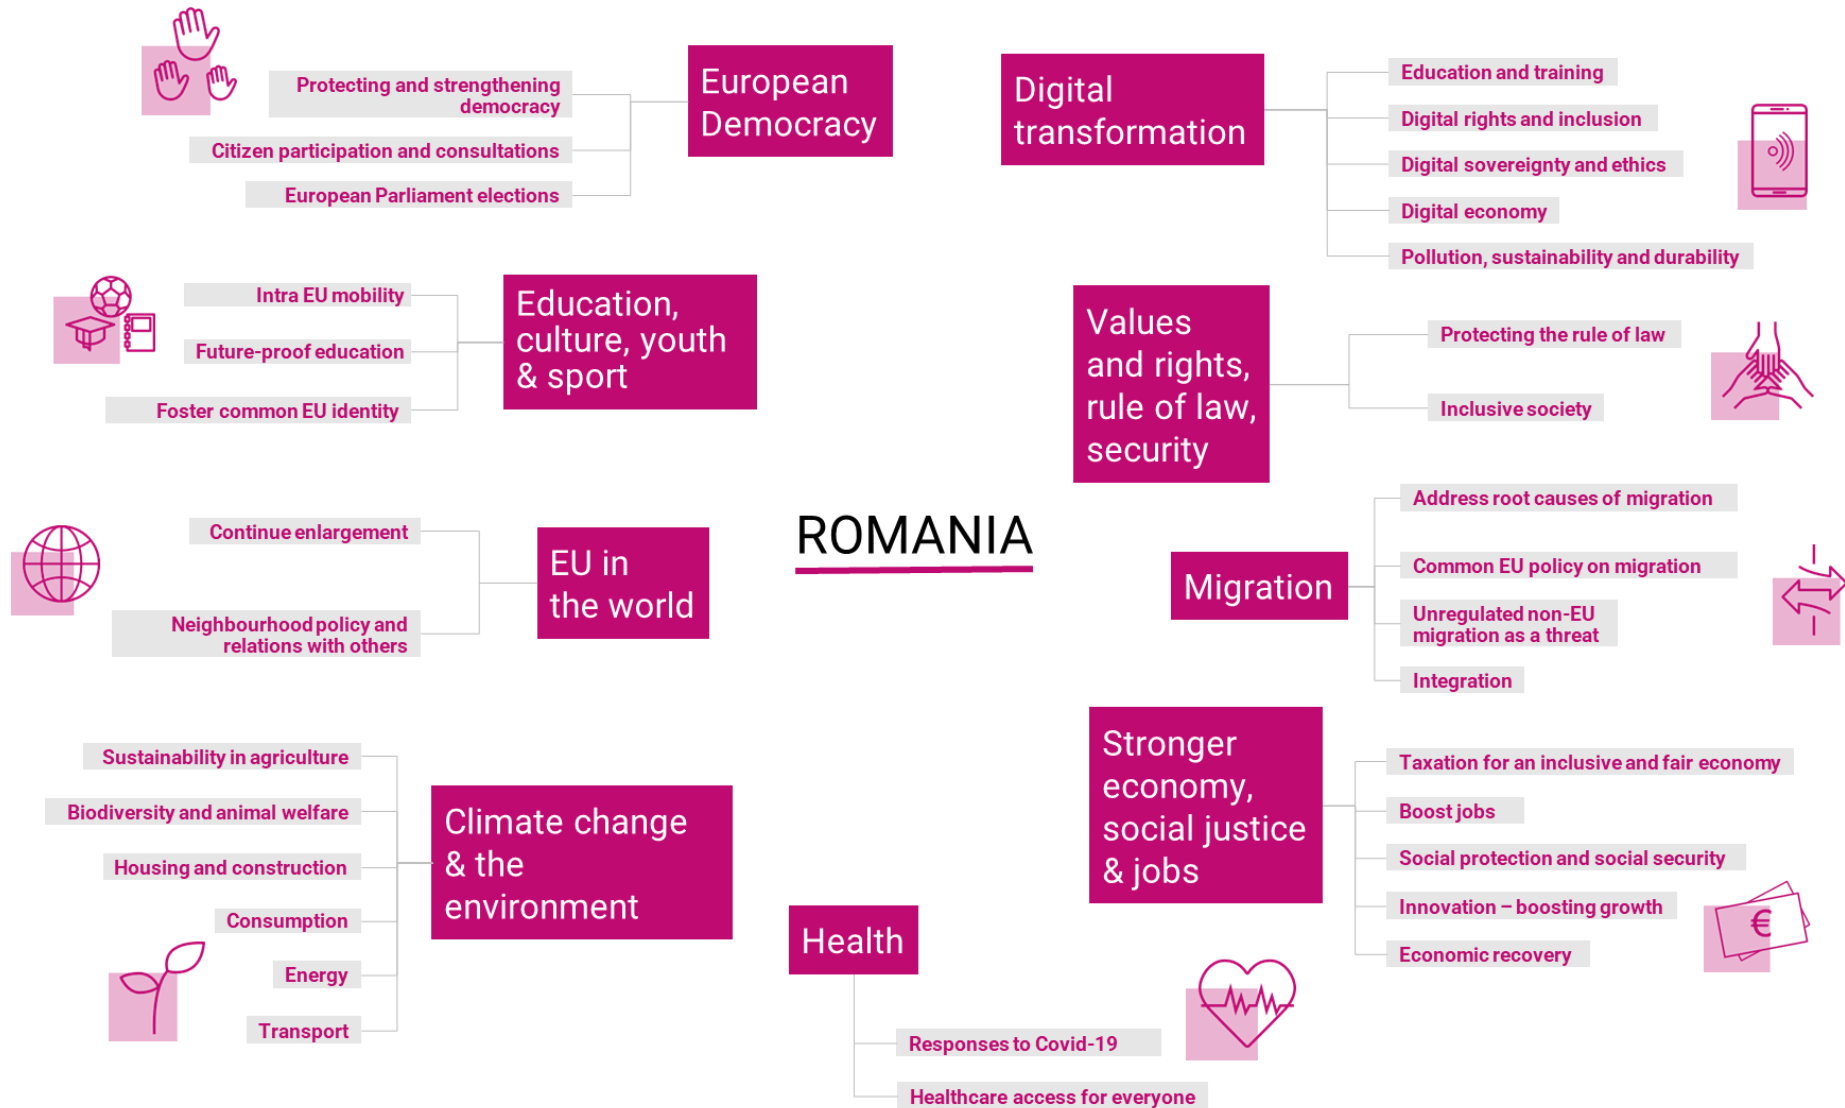 European
Democracy
Protecting and strengthening
democracy
Citizen participation and consultations
European Parliament elections
Digital
transformation
Education and training
Digital rights and inclusion
Digital sovereignty and ethics
Digital economy
Pollution, sustainability and durability
Education,
culture, youth
& sport
Intra EU mobility
Future-proof education
Foster common EU identity
Values
and rights,
rule of law,
security
Protecting the rule of law
Inclusive society
ROMANIA
EU in
the world
Continue enlargement
Neighbourhood policy and
relations with others
Migration
Address root causes of migration
Common EU policy on migration
Unregulated non-EU
migration as a threat
Integration
Climate change
& the
environment
Sustainability in agriculture
Biodiversity and animal welfare
Housing and construction
Consumption
Energy
Transport
Stronger
economy,
social justice
& jobs
Taxation for an inclusive and fair economy
Boost jobs
Social protection and social security
Innovation – boosting growth
Economic recovery
€
Health
Responses to Covid-19
Healthcare access for everyone